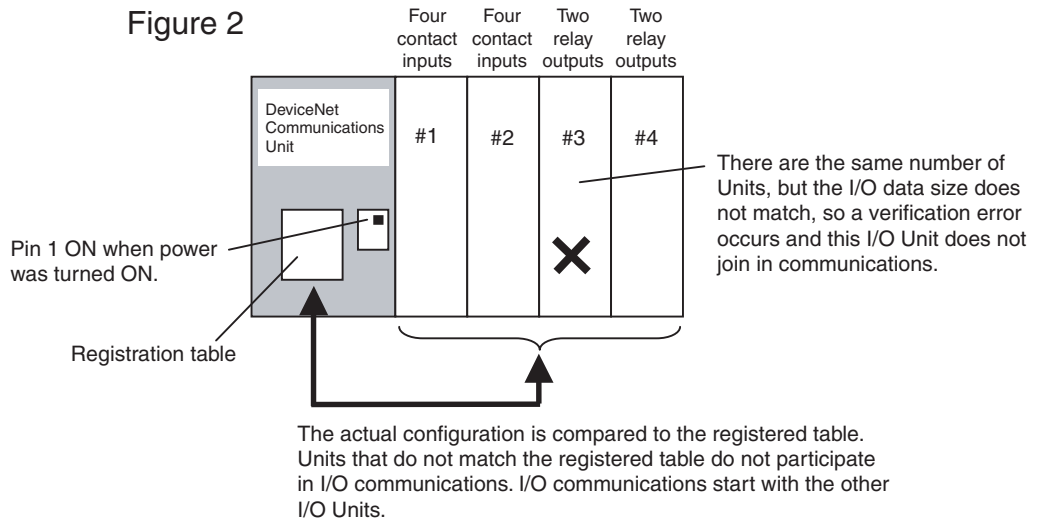 Figure 2
Four
contact
inputs
Four
contact
inputs
Two
relay
outputs
Two
relay
outputs
DeviceNet
Communications
Unit
#1
#2
#3
#4
There are the same number of
Units, but the I/O data size does
not match, so a verification error
occurs and this I/O Unit does not
join in communications.
Pin 1 ON when power
was turned ON.
Registration table
The actual configuration is compared to the registered table.
Units that do not match the registered table do not participate
in I/O communications. I/O communications start with the other
I/O Units.